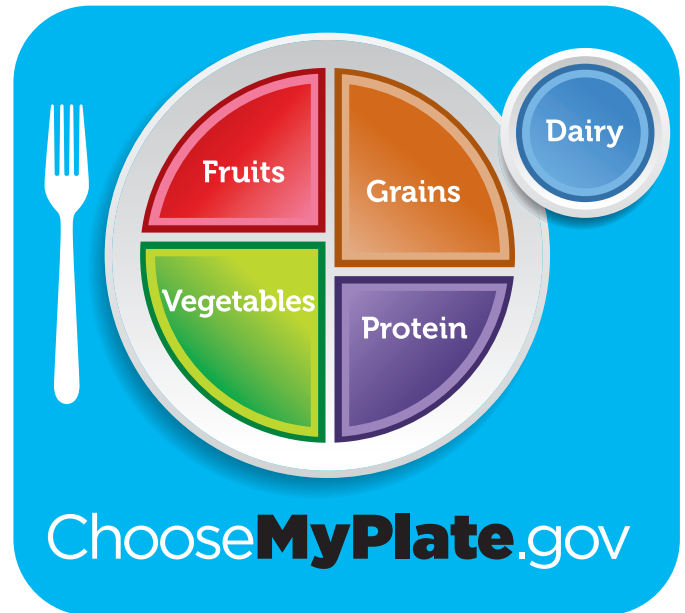 Fruits
Grains
Dairy
Vegetables
Protein
ChooseMyPlate.gov